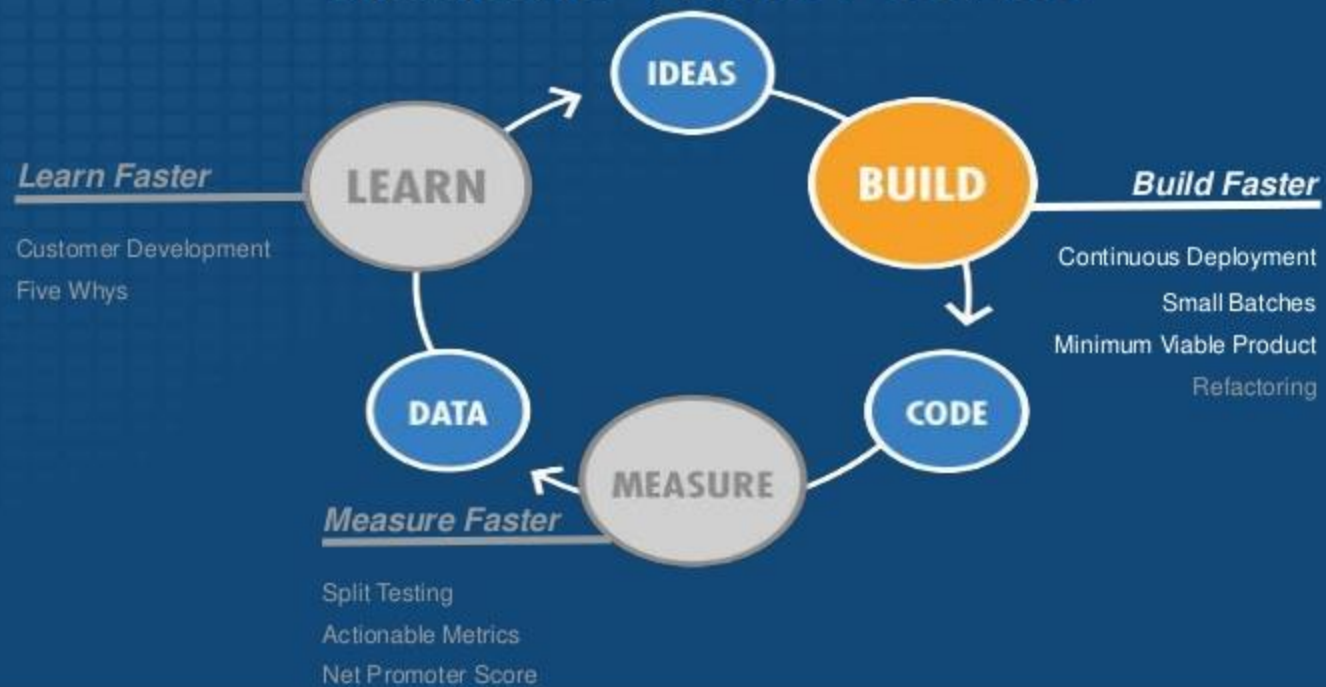 IDEAS
LEARN
BUILD
Learn Faster
Build Faster
Customer Development
Five Whys
Continuous Deployment
Small Batches
Minimum Viable Product
Refactoring
DATA
CODE
MEASURE
Measure Faster
Split Testing
Actionable Metrics
Net Promoter Score